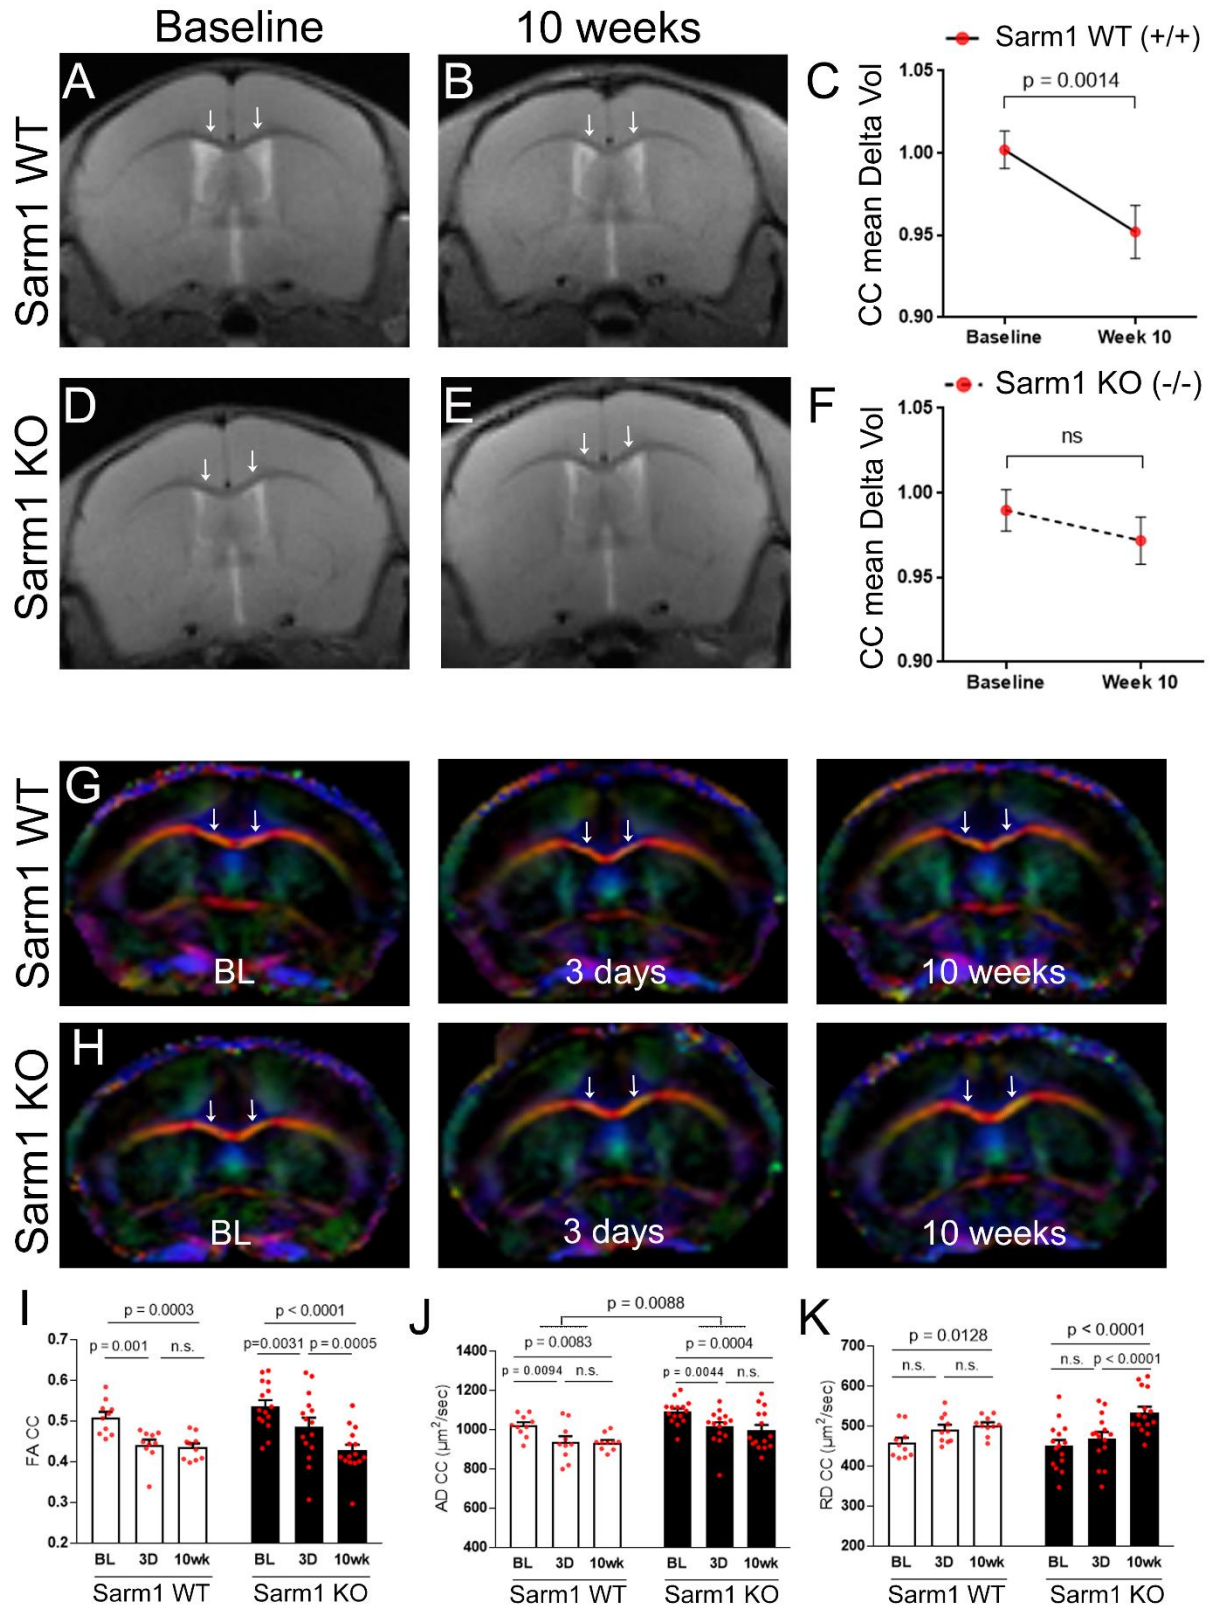 Baseline
10 weeks
Sarm1 WT
A
B
C
Sarm1 WT (+/+)
p = 0.0014
CC mean Delta Vol
1.05
1.00
0.95
0.90
Baseline Week 10
Sarm1 KO
D
E
F
Sarm1 KO (-/-)
ns
CC mean Delta Vol
1.05
1.00
0.95
0.90
Baseline Week 10
Sarm1 WT
G
BL
3 days
10 weeks
Sarm1 KO
H
BL
3 days
10 weeks
I
p = 0.0003
p < 0.0001
p = 0.001
n.s.
p=0.0031
p = 0.0005
FA CC
0.7
0.6
0.5
0.4
0.3
0.2
BL 3D 10wk BL 3D 10wk
Sarm1 WT Sarm1 KO
J
p = 0.0088
p = 0.0083
p = 0.0004
p = 0.0094
n.s.
p = 0.0044
n.s.
AD CC (µm²/sec)
1400
1200
1000
800
600
400
BL 3D 10wk BL 3D 10wk
Sarm1 WT Sarm1 KO
K
p = 0.0128
p < 0.0001
n.s.
n.s.
n.s.
p < 0.0001
RD CC (µm²/sec)
700
600
500
400
300
200
BL 3D 10wk BL 3D 10wk
Sarm1 WT Sarm1 KO